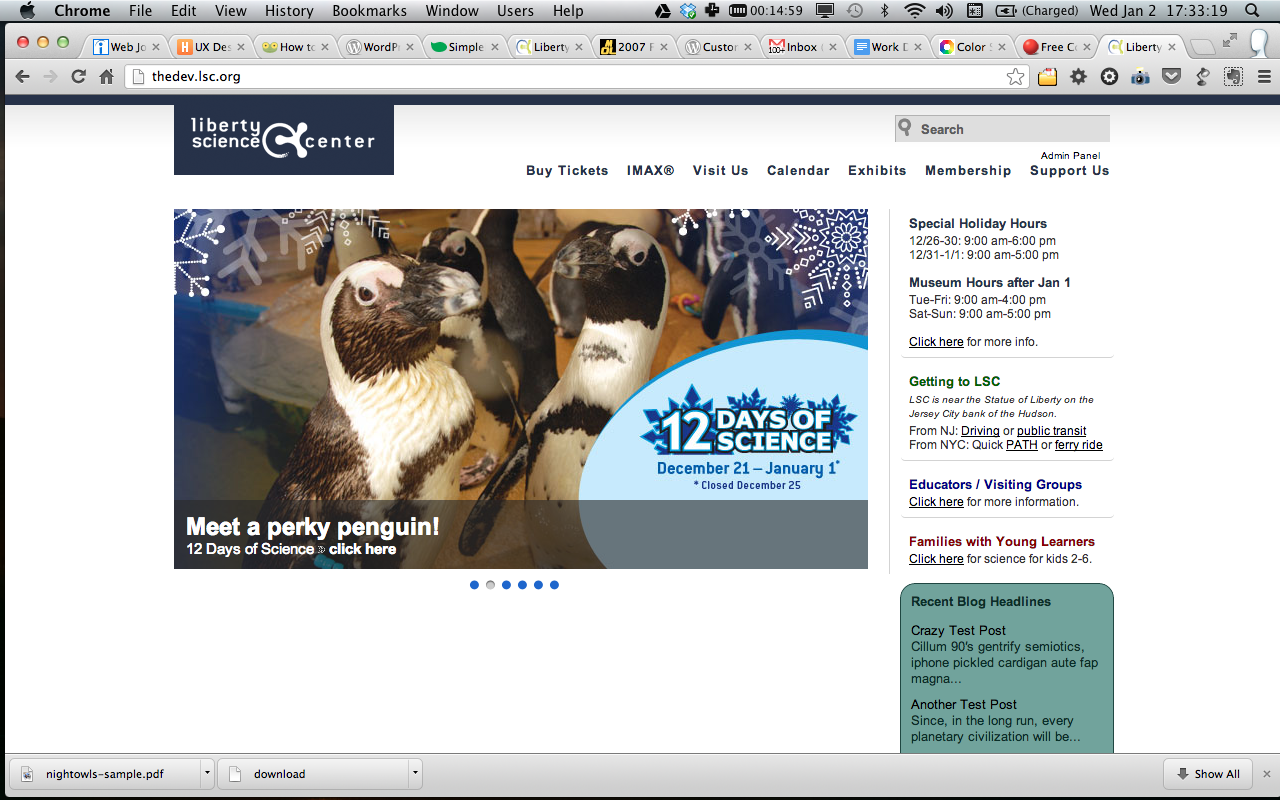 Chrome File Edit View History Bookmarks Window Users Help 00:14:59 (Charged) Wed Jan 2 17:33:19
Web Jo UX Des How to WordPr Simple Liberty 2007 F Custor Inbox Work D Color Free Co Liberty
100+
thedev.lsc.org
liberty
science center
Search
Admin Panel
Buy Tickets IMAX® Visit Us Calendar Exhibits Membership Support Us
12 DAYS OF
SCIENCE
December 21 – January 1*
* Closed December 25
Meet a perky penguin!
12 Days of Science » click here
Special Holiday Hours
12/26-30: 9:00 am-6:00 pm
12/31-1/1: 9:00 am-5:00 pm
Museum Hours after Jan 1
Tue-Fri: 9:00 am-4:00 pm
Sat-Sun: 9:00 am-5:00 pm
Click here for more info.
Getting to LSC
LSC is near the Statue of Liberty on the
Jersey City bank of the Hudson.
From NJ: Driving or public transit
From NYC: Quick PATH or ferry ride
Educators / Visiting Groups
Click here for more information.
Families with Young Learners
Click here for science for kids 2-6.
Recent Blog Headlines
Crazy Test Post
Cillum 90's gentrify semiotics,
iphone pickled cardigan aute fap
magna...
Another Test Post
Since, in the long run, every
planetary civilization will be...
nightowls-sample.pdf download Show All